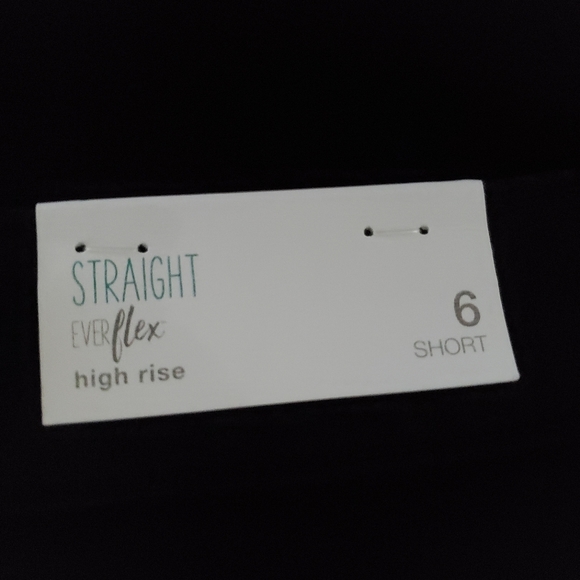 STRAIGHT
EVERflex
high rise
6
SHORT